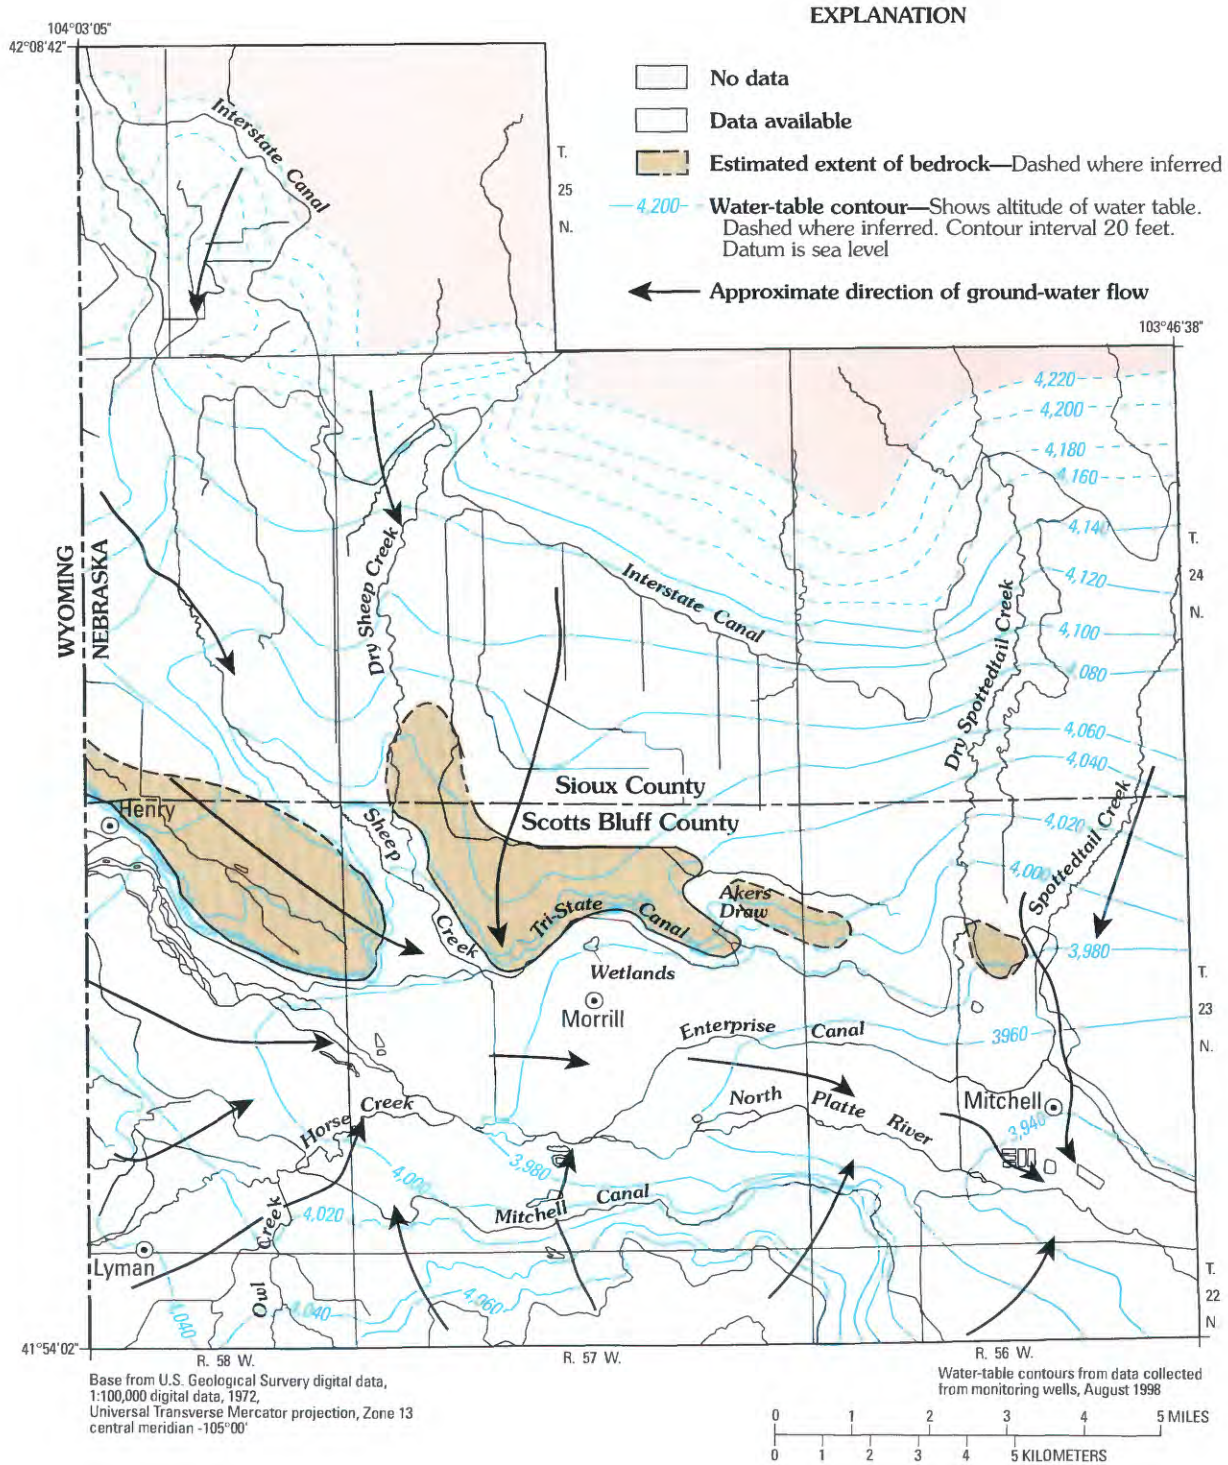 EXPLANATION
No data
Data available
Estimated extent of bedrock—Dashed where inferred
4,200 Water-table contour—Shows altitude of water table.
Dashed where inferred. Contour interval 20 feet.
Datum is sea level
Approximate direction of ground-water flow
104°03'05"
42°08'42"
103°46'38"
Interstate Canal
T.
25
N.
4,220
4,200
4,180
4,160
4,140
T.
24
N.
4,120
4,100
4,080
4,060
4,040
4,020
4,000
3,980
3960
3,940
WYOMING
NEBRASKA
Dry Sheep Creek
Interstate Canal
Dry Spottedtail Creek
Spottedtail Creek
Sioux County
Scotts Bluff County
Henry
Sheep
Creek
Tri-State Canal
Akers
Draw
Wetlands
Morrill
Enterprise Canal
T.
23
N.
North Platte River
Mitchell
Horse Creek
3,980
4,000
4,020
Mitchell Canal
Owl Creek
Lyman
4,040
4,040
4,060
T.
22
N
41°54'02"
R. 58 W.
R. 57 W.
R. 56 W.
Base from U.S. Geological Survery digital data,
1:100,000 digital data, 1972,
Universal Transverse Mercator projection, Zone 13
central meridian -105°00'
Water-table contours from data collected
from monitoring wells, August 1998
0 1 2 3 4 5 MILES
0 1 2 3 4 5 KILOMETERS